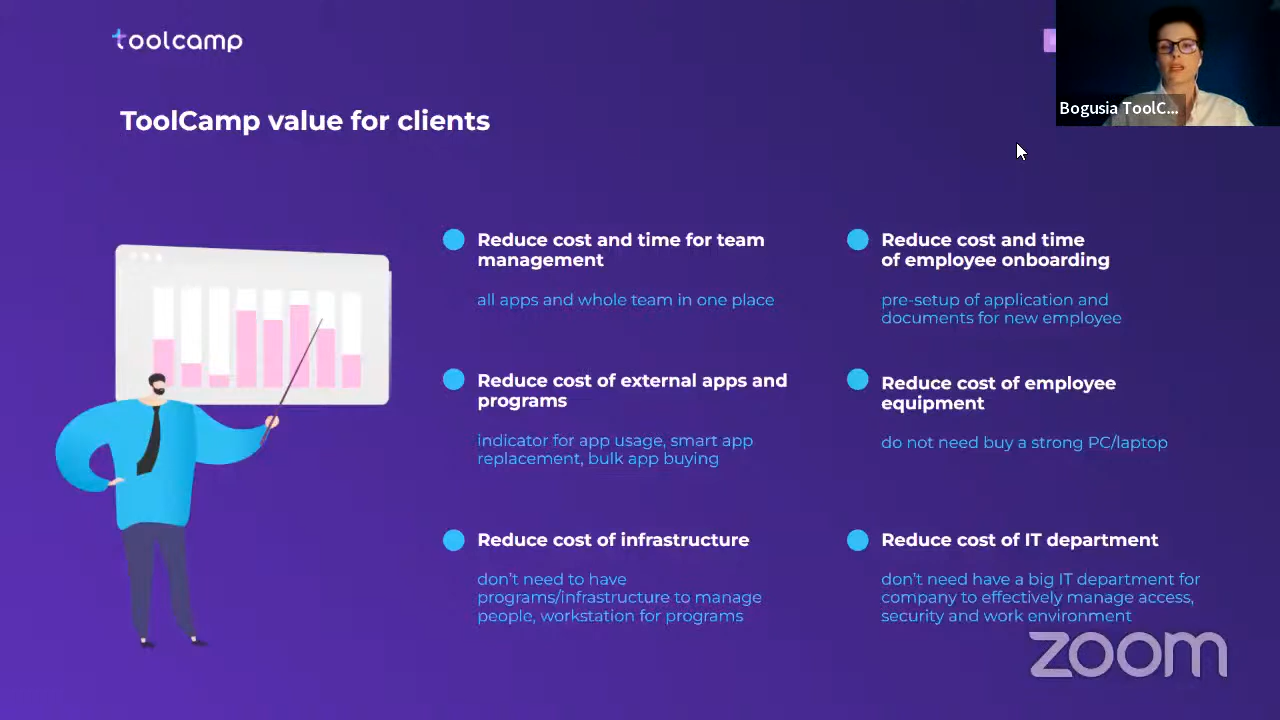 toolcamp
Bogusia ToolC...
ToolCamp value for clients
Reduce cost and time for team
management
all apps and whole team in one place
Reduce cost and time
of employee onboarding
pre-setup of application and
documents for new employee
Reduce cost of external apps and
programs
indicator for app usage, smart app
replacement, bulk app buying
Reduce cost of employee
equipment
do not need buy a strong PC/laptop
Reduce cost of infrastructure
don't need to have
programs/infrastructure to manage
people, workstation for programs
Reduce cost of IT department
don't need have a big IT department for
company to effectively manage access,
security and work environment
zoom